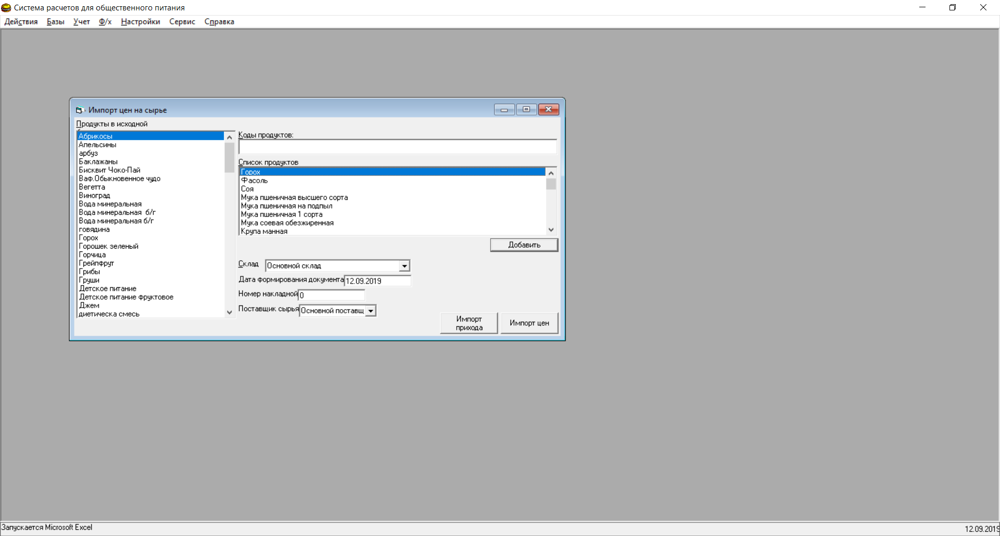 Система расчетов для общественного питания
Действия Базы Учет Ф/х Настройки Сервис Справка
Импорт цен на сырье
Продукты в исходной
Абрикосы
Апельсины
арбуз
Баклажаны
Бисквит Чоко-Пай
Ваф.Обыкновенное чудо
Вегетта
Виноград
Вода минеральная
Вода минеральная  б/г
Вода минеральная б/г
говядина
Горох
Горошек зеленый
Горчица
Грейпфрут
Грибы
Груши
Детское питание
Детское питание фруктовое
Джем
диетическа смесь
Коды продуктов:
Список продуктов
Горох
Фасоль
Соя
Мука пшеничная высшего сорта
Мука пшеничная на подпыл
Мука пшеничная 1 сорта
Мука соевая обезжиренная
Крупа манная
Добавить
Склад Основной склад
Дата формирования документа 12.09.2019
Номер накладной 0
Поставщик сырья Основной поставщ
Импорт
прихода
Импорт цен
Запускается Microsoft Excel
12.09.2019